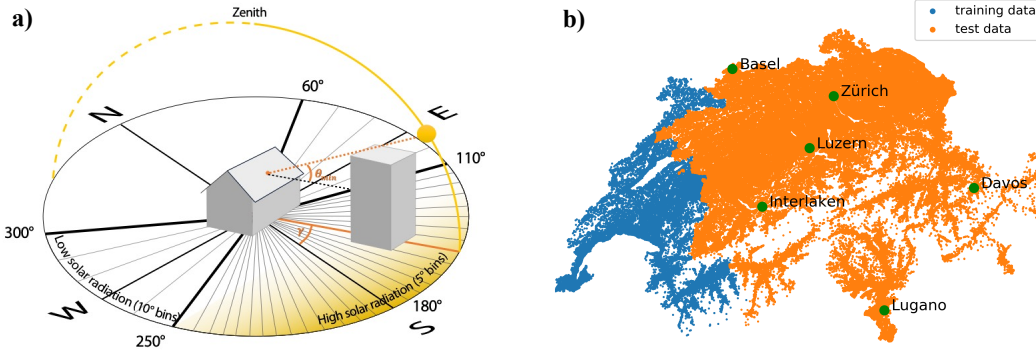 a)
Zenith
N
60°
E
110°
θmin
γ
300°
Low solar radiation (10° bins)
High solar radiation (5° bins)
W
180°
S
250°
b)
training data
test data
Basel
Zürich
Luzern
Davos
Interlaken
Lugano